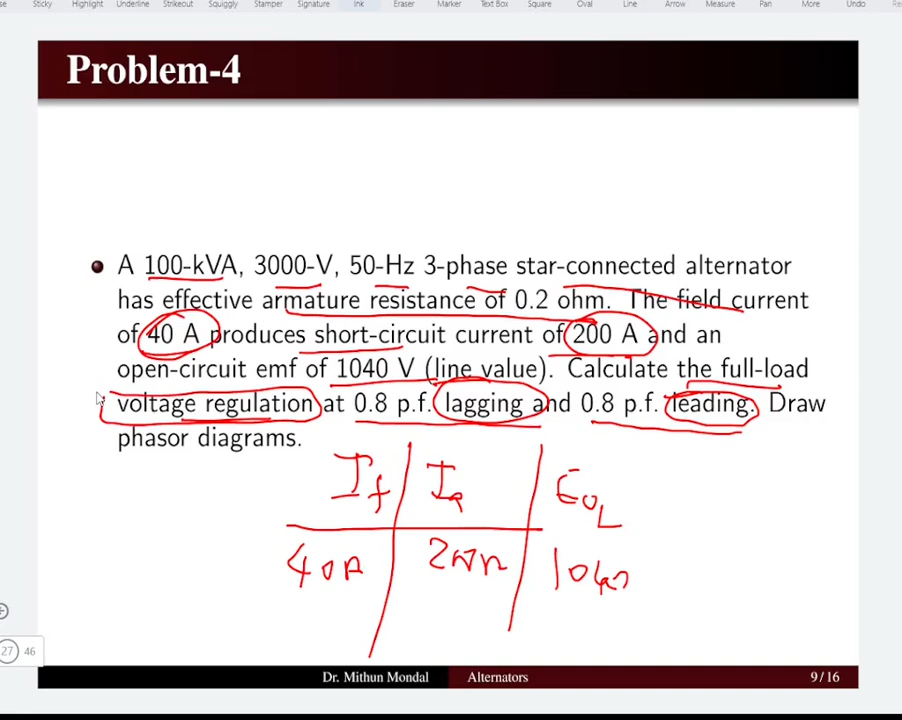 Sticky Highlight Underline Strikeout Squiggly Stamper Signature Ink Eraser Marker Text Box Square Oval Line Arrow Measure Pan More Undo
Problem-4
A 100-kVA, 3000-V, 50-Hz 3-phase star-connected alternator
has effective armature resistance of 0.2 ohm. The field current
of 40 A produces short-circuit current of 200 A and an
open-circuit emf of 1040 V (line value). Calculate the full-load
voltage regulation at 0.8 p.f. lagging and 0.8 p.f. leading. Draw
phasor diagrams.
If Ia EOL
40A 200A 1040
27 46
Dr. Mithun Mondal Alternators 9/16